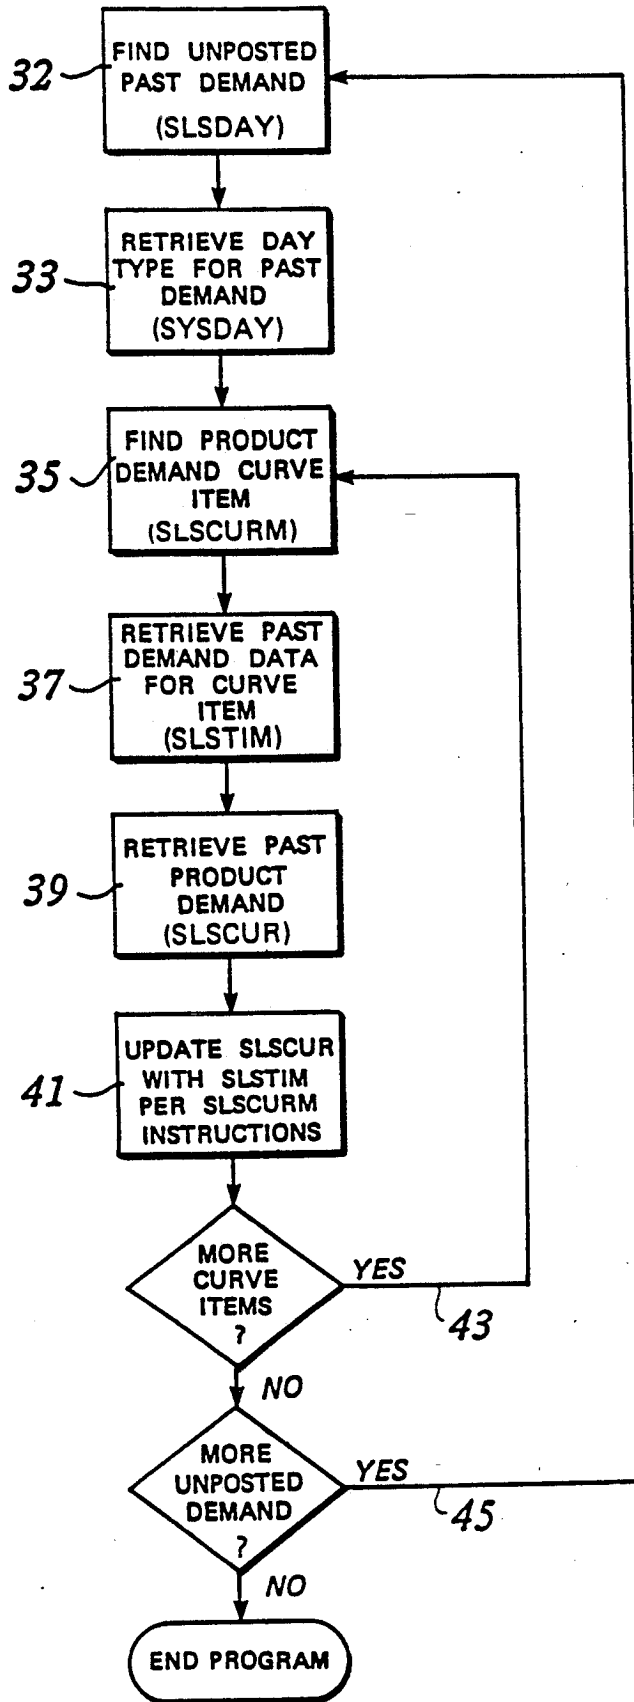 FIND UNPOSTED
PAST DEMAND
(SLSDAY)
32
RETRIEVE DAY
TYPE FOR PAST
DEMAND
(SYSDAY)
33
FIND PRODUCT
DEMAND CURVE
ITEM
(SLSCURM)
35
RETRIEVE PAST
DEMAND DATA
FOR CURVE
ITEM
(SLSTIM)
37
RETRIEVE PAST
PRODUCT
DEMAND
(SLSCUR)
39
UPDATE SLSCUR
WITH SLSTIM
PER SLSCURM
INSTRUCTIONS
41
MORE
CURVE
ITEMS
?
YES
43
NO
MORE
UNPOSTED
DEMAND
?
YES
45
NO
END PROGRAM